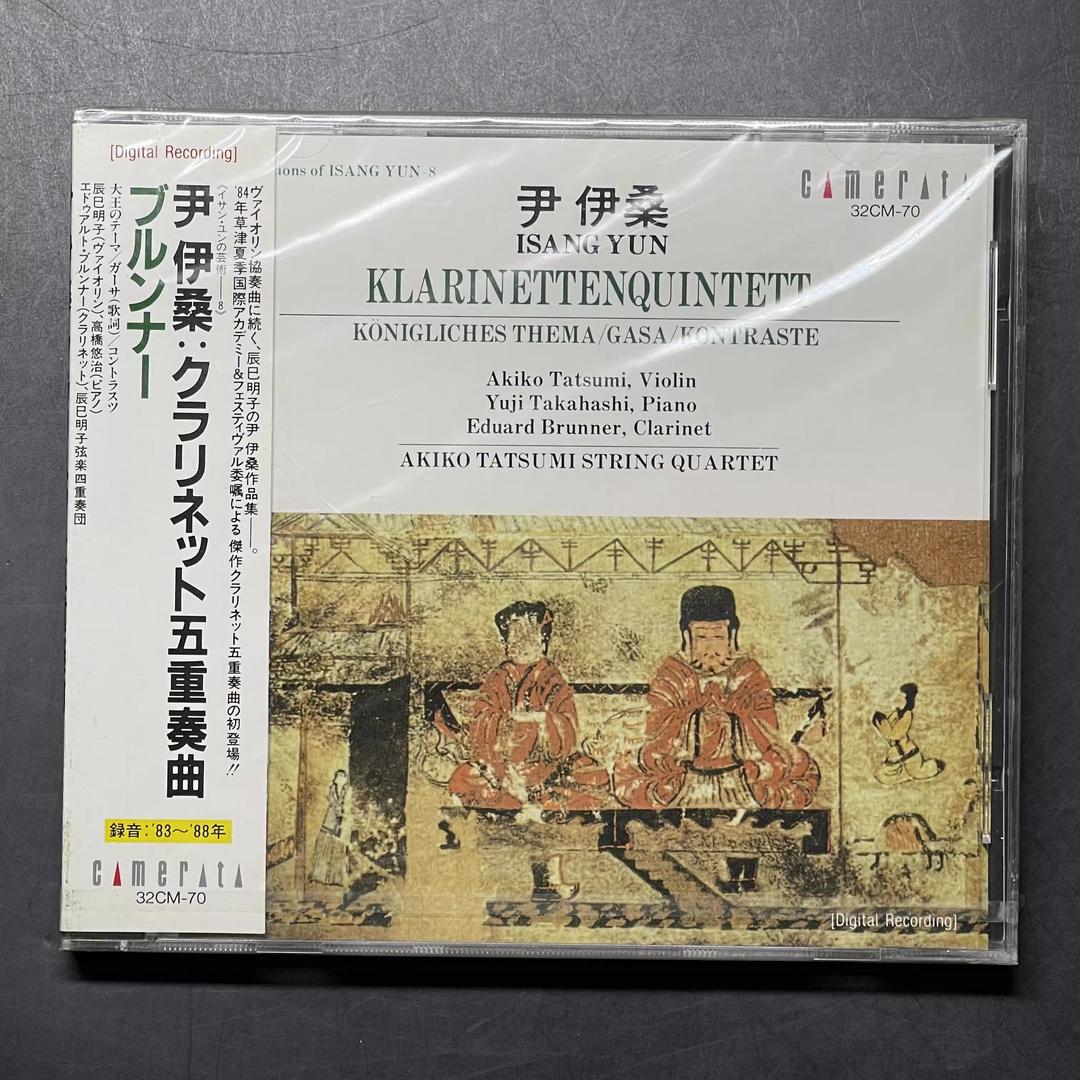 [Digital Recording]
ヴァイオリン協奏曲に続く、辰巳明子の尹 伊桑作品集――。
'84年草津夏季国際アカデミー&フェスティヴァル委嘱による 傑作クラリネット五重奏曲の初登場!!
《イサン・ユンの芸術――8》
尹 伊桑:クラリネット五重奏曲
ブルンナー
大王のテーマ/ガーサ(歌詞)/コントラスツ
辰巳明子(ヴァイオリン)、高橋悠治(ピアノ)
エドゥアルト・ブルンナー(クラリネット)、辰巳明子弦楽四重奏団
録音:'83〜'88年
camerata
32CM-70
of ISANG YUN-8
camerata
32CM-70
尹 伊桑
ISANG YUN
KLARINETTENQUINTETT
KÖNIGLICHES THEMA/GASA/KONTRASTE
Akiko Tatsumi, Violin
Yuji Takahashi, Piano
Eduard Brunner, Clarinet
AKIKO TATSUMI STRING QUARTET
[Digital Recording]